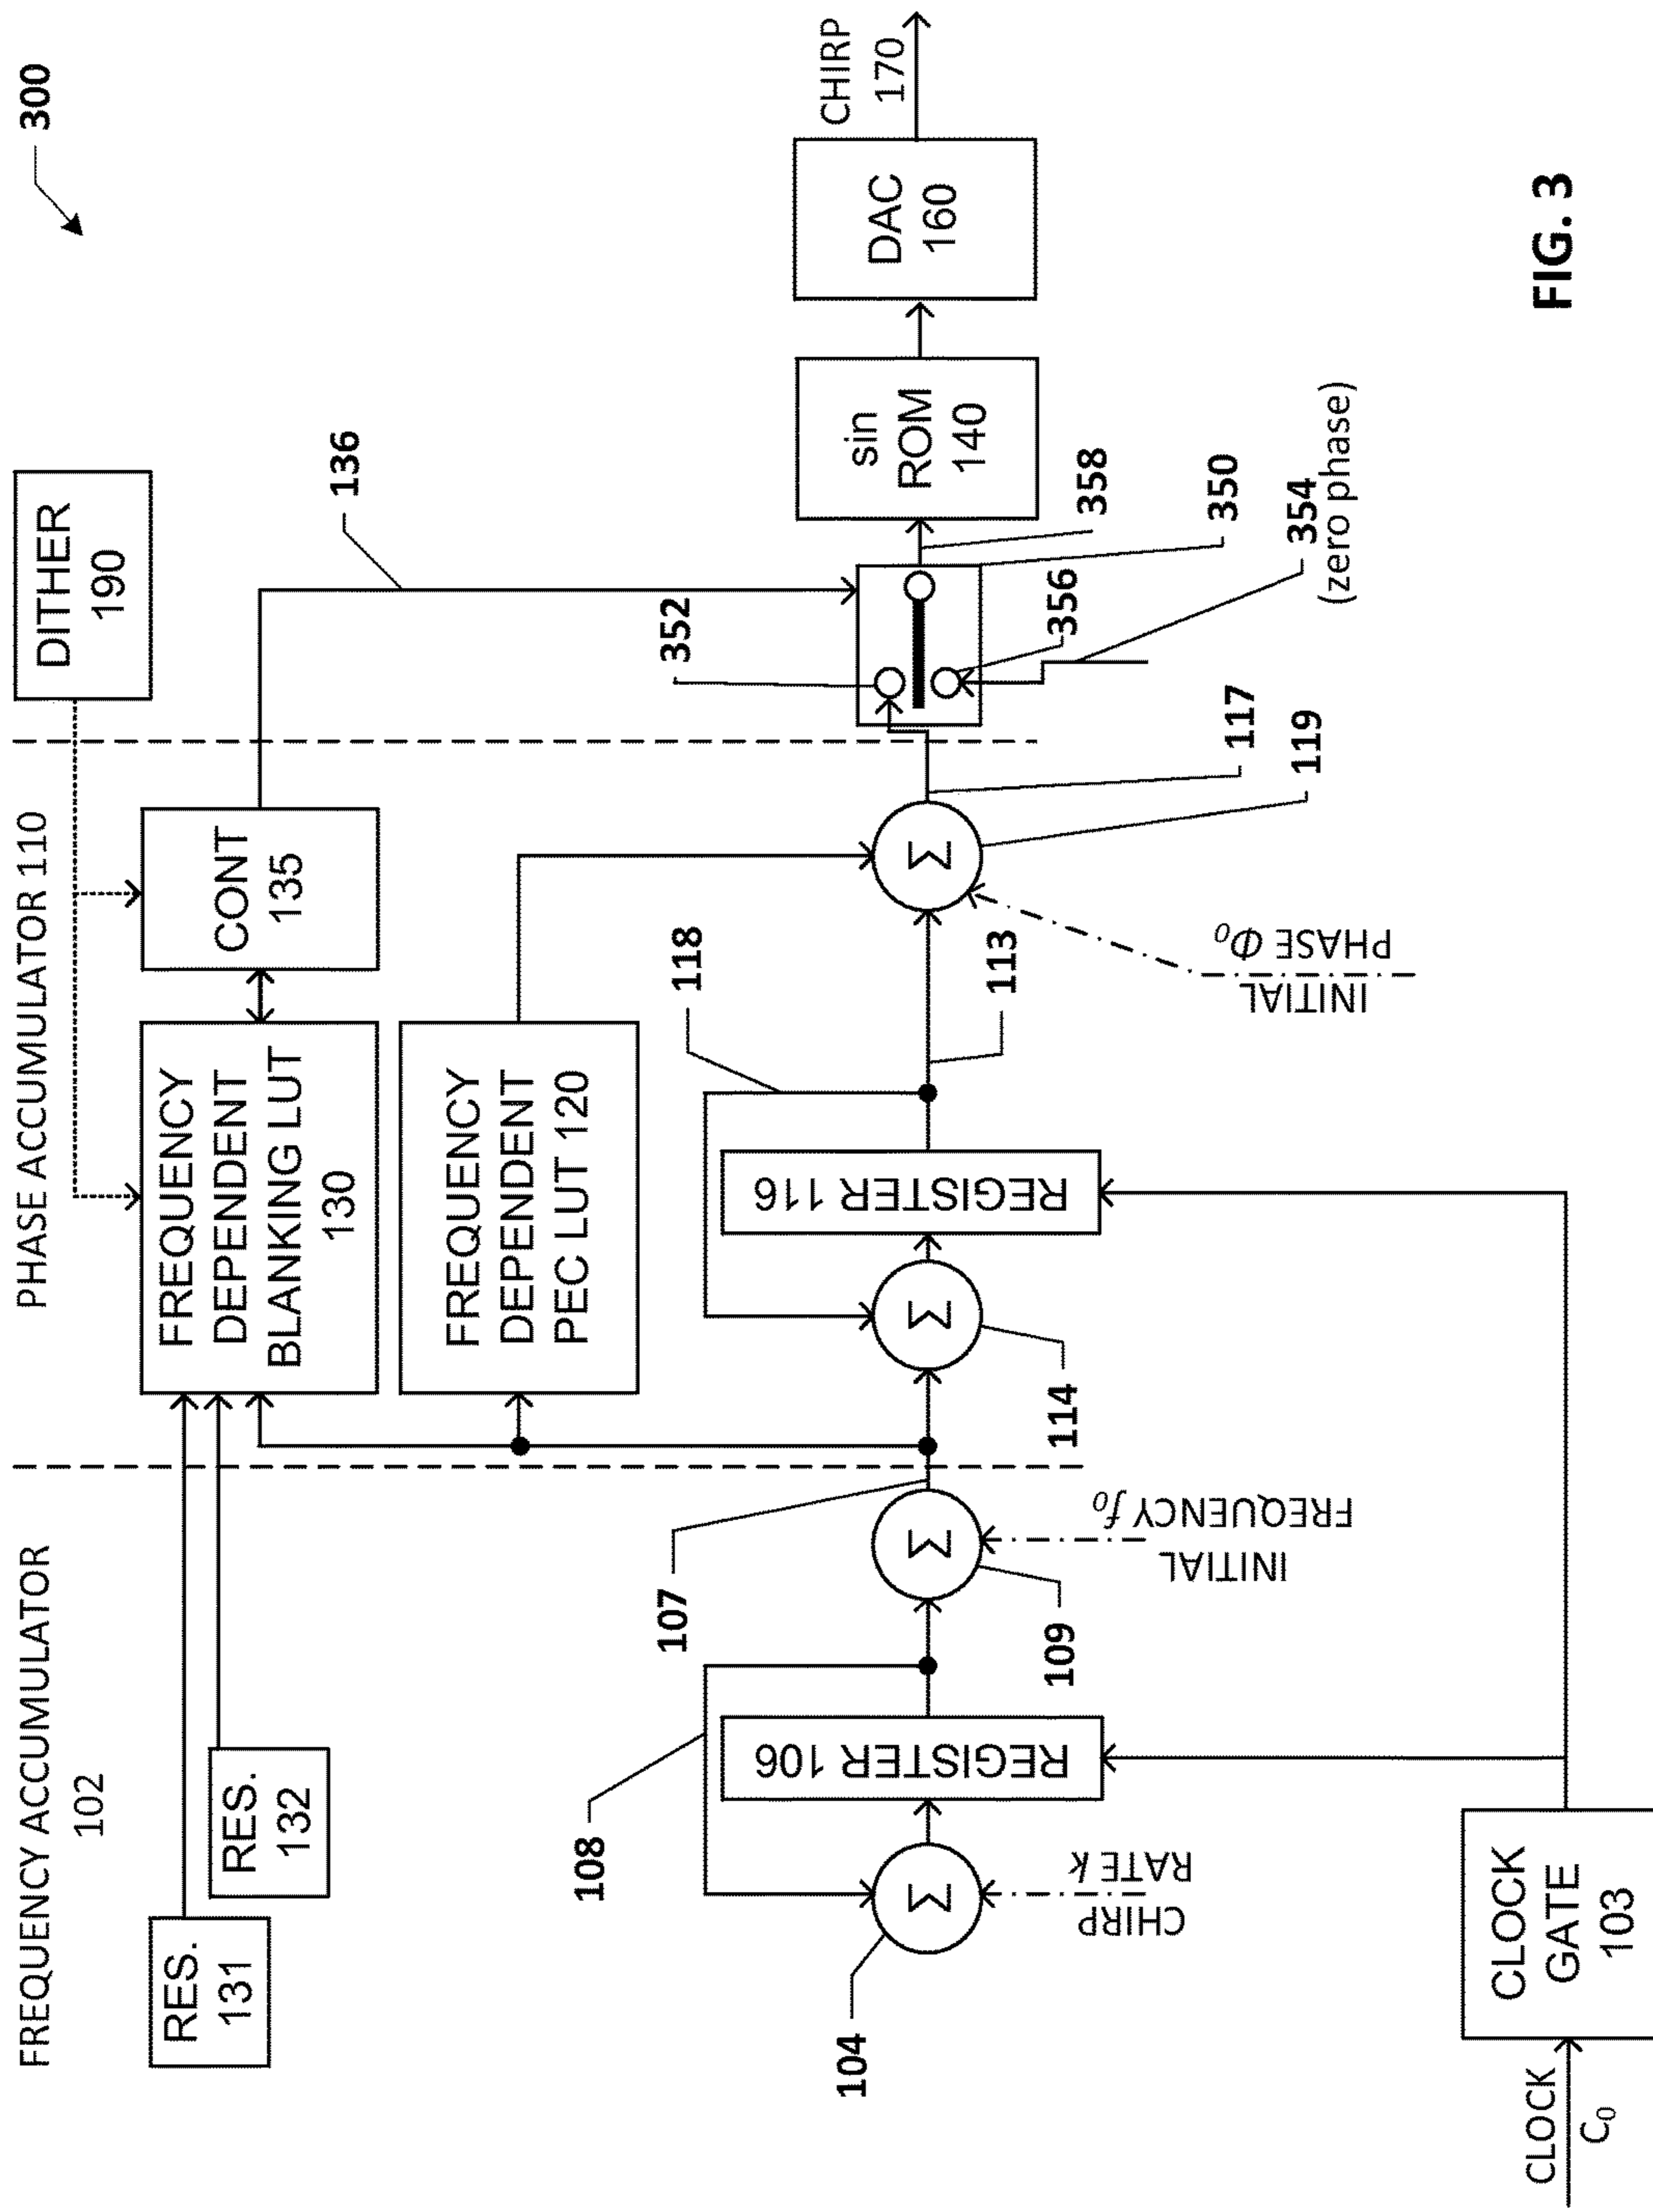 300
FREQUENCY ACCUMULATOR
102
PHASE ACCUMULATOR 110
DITHER
190
RES.
131
RES.
132
FREQUENCY
DEPENDENT
BLANKING LUT
130
CONT
135
136
FREQUENCY
DEPENDENT
PEC LUT 120
108
107
118
113
352
CHIRP
170
104
Σ
REGISTER 106
Σ
Σ
REGISTER 116
Σ
sin
ROM
140
DAC
160
CHIRP
RATE k
109
INITIAL
FREQUENCY f₀
114
INITIAL
PHASE Φ₀
117
119
356
358
350
354
(zero phase)
CLOCK
C₀
CLOCK
GATE
103
FIG. 3